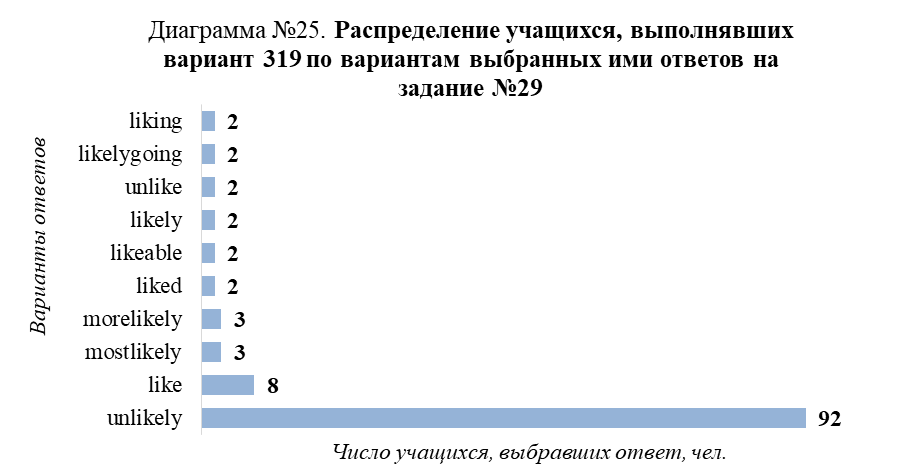 Диаграмма №25. Распределение учащихся, выполнявших
вариант 319 по вариантам выбранных ими ответов на
задание №29
Варианты ответов
liking 2
likelygoing 2
unlike 2
likely 2
likeable 2
liked 2
morelikely 3
mostlikely 3
like 8
unlikely 92
Число учащихся, выбравших ответ, чел.